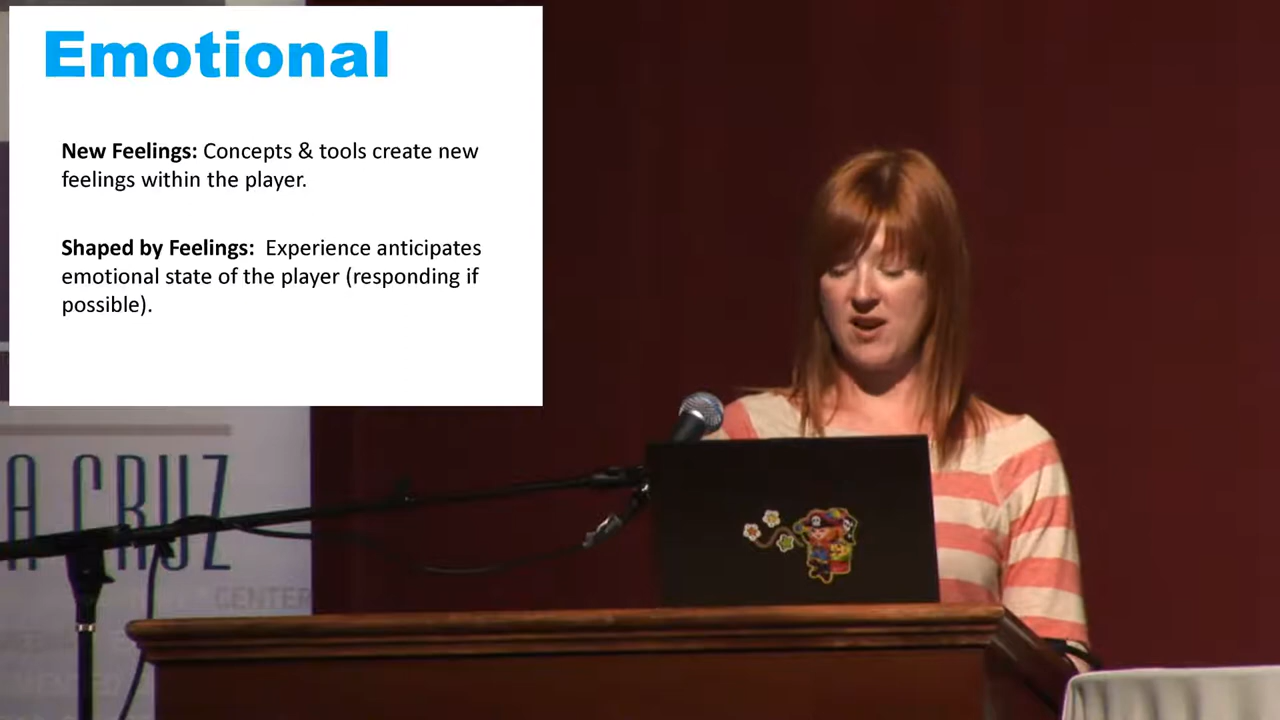 Emotional
New Feelings: Concepts & tools create new
feelings within the player.
Shaped by Feelings:  Experience anticipates
emotional state of the player (responding if
possible).
A CRUZ
CENTER